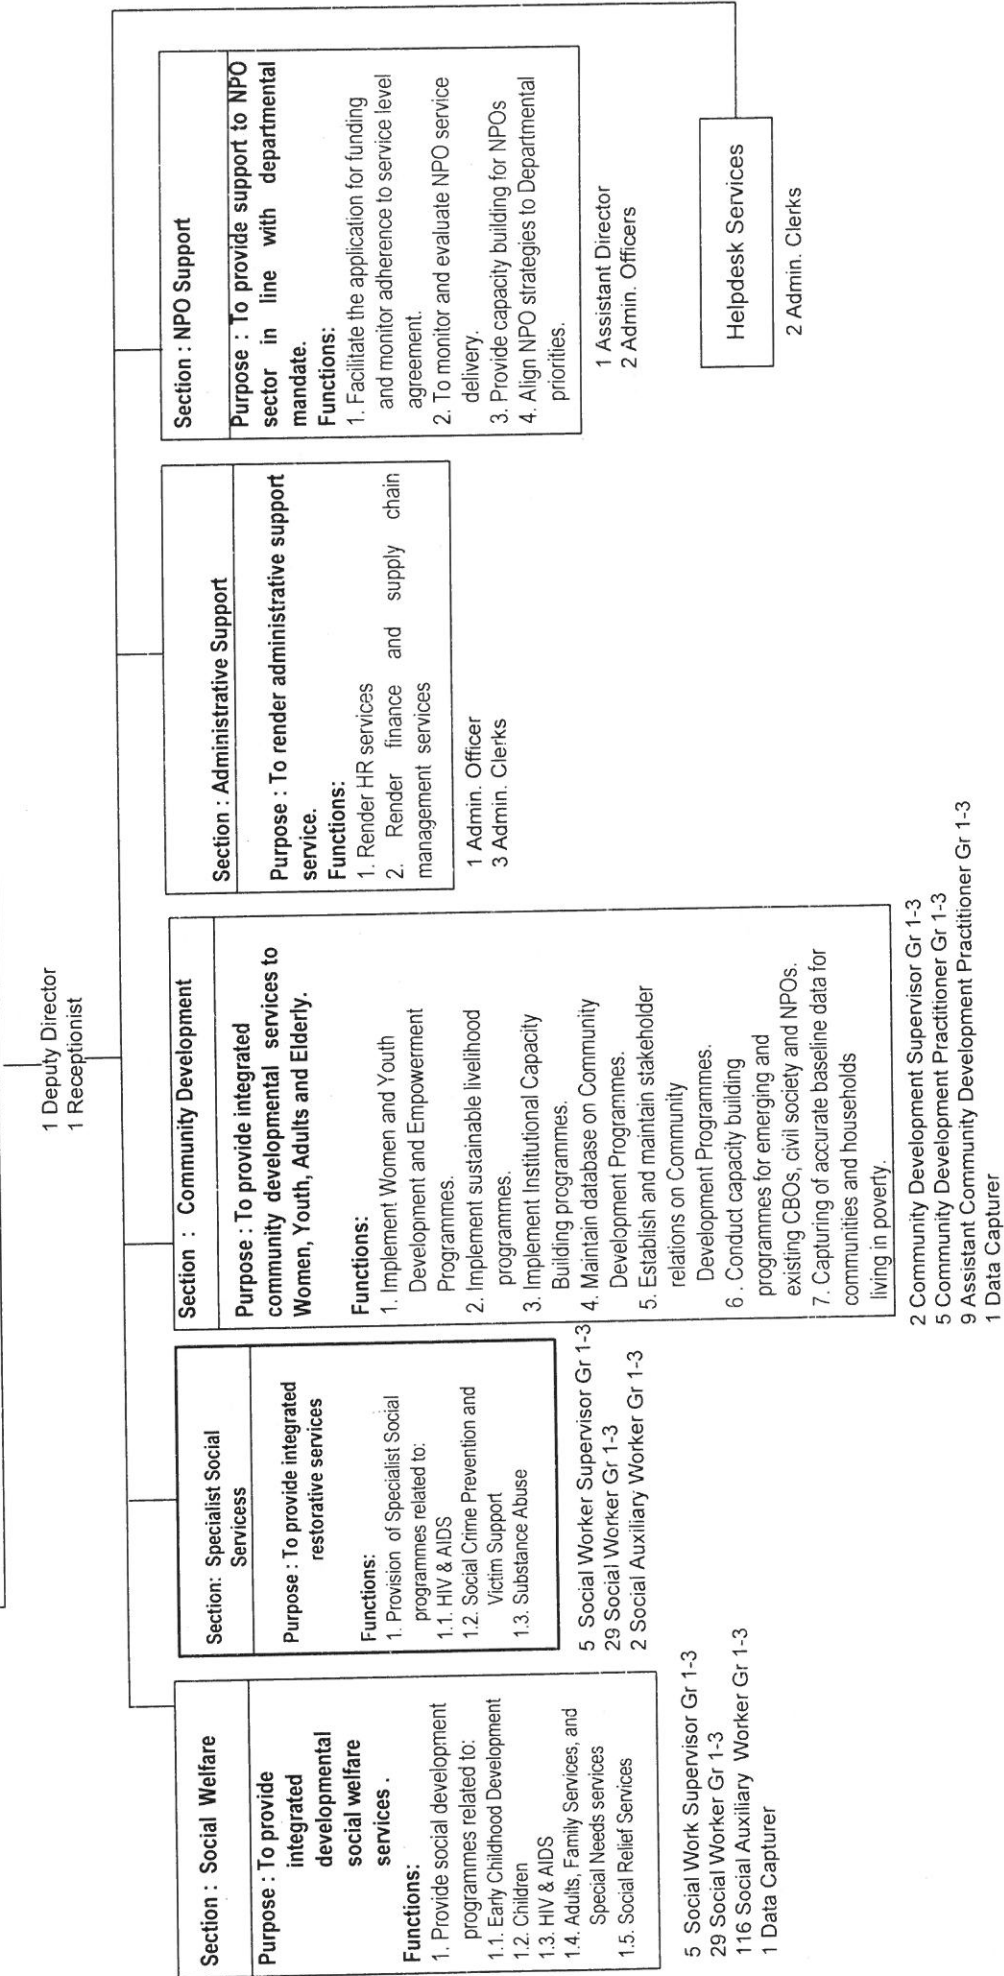 1 Deputy Director
1 Receptionist
Section : Social Welfare
Purpose : To provide
integrated
developmental
social welfare
services .
Functions:
1. Provide social development
programmes related to:
1.1. Early Childhood Development
1.2. Children
1.3. HIV & AIDS
1.4. Adults, Family Services, and
Special Needs services
1.5. Social Relief Services
5 Social Work Supervisor Gr 1-3
29 Social Worker Gr 1-3
116 Social Auxiliary Worker Gr 1-3
1 Data Capturer
Section: Specialist Social
Servicess
Purpose : To provide integrated
restorative services
Functions:
1. Provision of Specialist Social
programmes related to:
1.1. HIV & AIDS
1.2. Social Crime Prevention and
Victim Support
1.3. Substance Abuse
5 Social Worker Supervisor Gr 1-3
29 Social Worker Gr 1-3
2 Social Auxiliary Worker Gr 1-3
Section : Community Development
Purpose : To provide integrated
community developmental services to
Women, Youth, Adults and Elderly.
Functions:
1. Implement Women and Youth
Development and Empowerment
Programmes.
2. Implement sustainable livelihood
programmes.
3. Implement Institutional Capacity
Building programmes.
4. Maintain database on Community
Development Programmes.
5. Establish and maintain stakeholder
relations on Community
Development Programmes.
6 . Conduct capacity building
programmes for emerging and
existing CBOs, civil society and NPOs.
7. Capturing of accurate baseline data for
communities and households
living in poverty.
2 Community Development Supervisor Gr 1-3
5 Community Development Practitioner Gr 1-3
9 Assistant Community Development Practitioner Gr 1-3
1 Data Capturer
Section : Administrative Support
Purpose : To render administrative support
service.
Functions:
1. Render HR services
2. Render finance and supply chain
management services
1 Admin. Officer
3 Admin. Clerks
Section : NPO Support
Purpose : To provide support to NPO
sector in line with departmental
mandate.
Functions:
1. Facilitate the application for funding
and monitor adherence to service level
agreement.
2. To monitor and evaluate NPO service
delivery.
3. Provide capacity building for NPOs
4. Align NPO strategies to Departmental
priorities.
1 Assistant Director
2 Admin. Officers
Helpdesk Services
2 Admin. Clerks